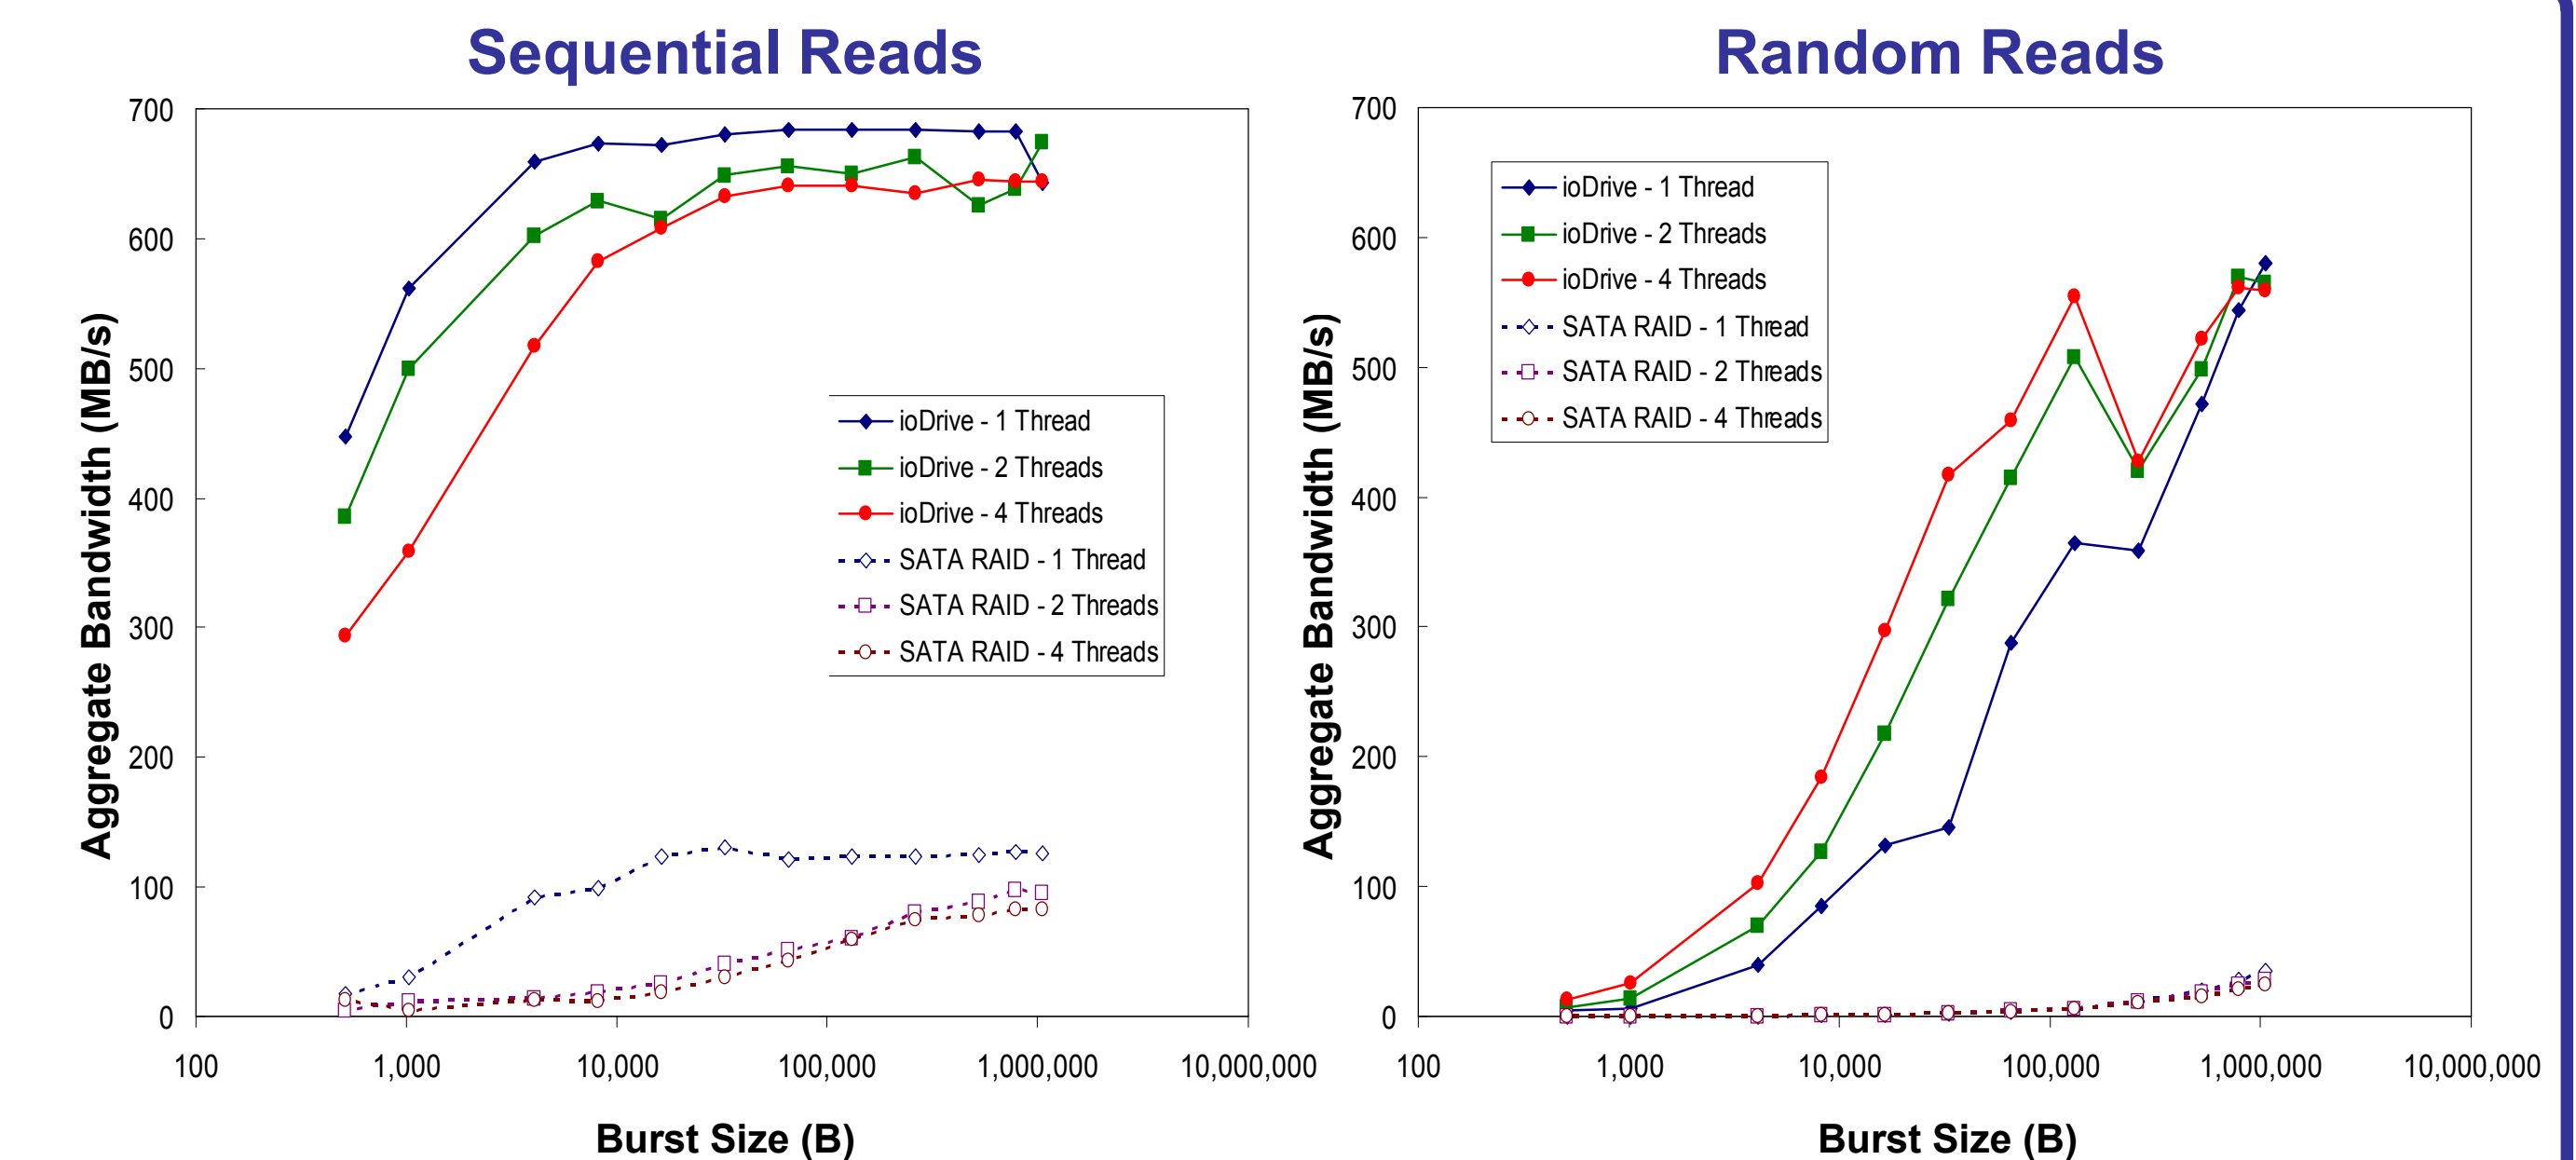 Sequential Reads
Aggregate Bandwidth (MB/s)
700
600
500
400
300
200
100
0
ioDrive - 1 Thread
ioDrive - 2 Threads
ioDrive - 4 Threads
SATA RAID - 1 Thread
SATA RAID - 2 Threads
SATA RAID - 4 Threads
100 1,000 10,000 100,000 1,000,000 10,000,000
Burst Size (B)
Random Reads
Aggregate Bandwidth (MB/s)
700
600
500
400
300
200
100
0
ioDrive - 1 Thread
ioDrive - 2 Threads
ioDrive - 4 Threads
SATA RAID - 1 Thread
SATA RAID - 2 Threads
SATA RAID - 4 Threads
100 1,000 10,000 100,000 1,000,000 10,000,000
Burst Size (B)